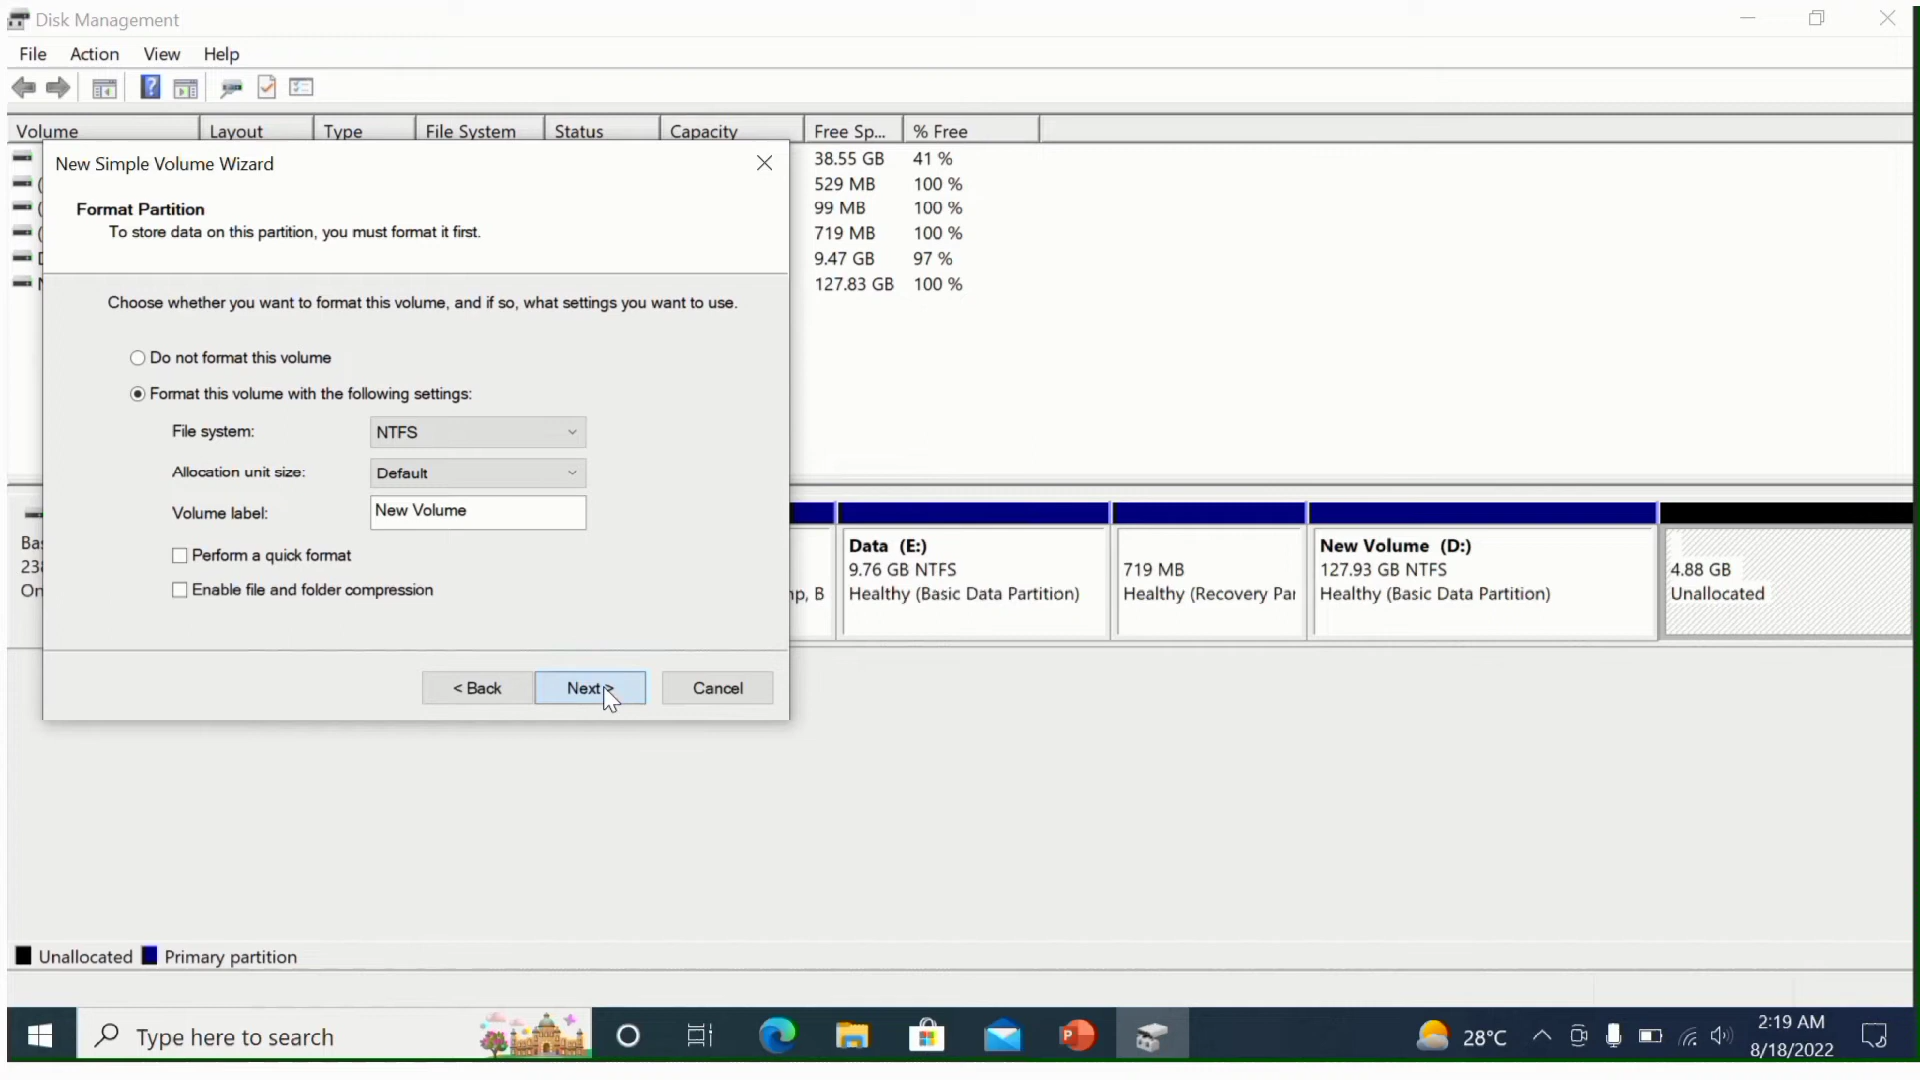 Disk Management
File Action View Help
Volume Layout Type File System Status Capacity Free Sp... % Free
38.55 GB 41 %
529 MB 100 %
99 MB 100 %
719 MB 100 %
9.47 GB 97 %
127.83 GB 100 %
New Simple Volume Wizard
Format Partition
To store data on this partition, you must format it first.
Choose whether you want to format this volume, and if so, what settings you want to use.
Do not format this volume
Format this volume with the following settings:
File system: NTFS
Allocation unit size: Default
Volume label: New Volume
Perform a quick format
Enable file and folder compression
< Back Next > Cancel
Data (E:)
9.76 GB NTFS
Healthy (Basic Data Partition)
719 MB
Healthy (Recovery Par
New Volume (D:)
127.93 GB NTFS
Healthy (Basic Data Partition)
4.88 GB
Unallocated
Unallocated Primary partition
Type here to search
28°C
2:19 AM
8/18/2022